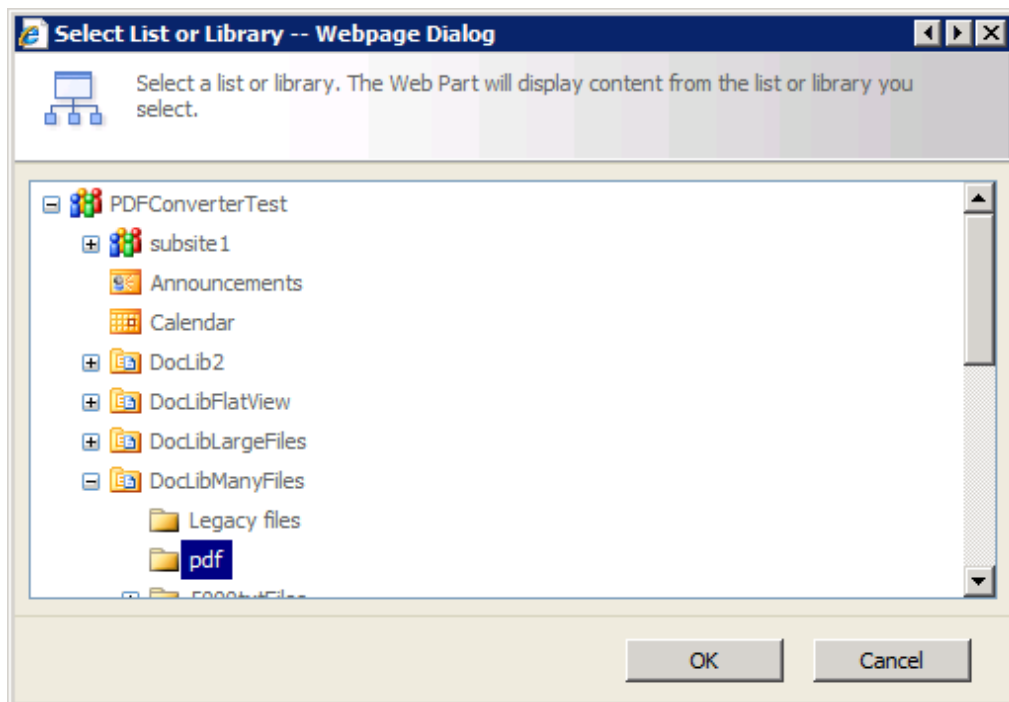 Select List or Library -- Webpage Dialog
Select a list or library. The Web Part will display content from the list or library you
select.
PDFConverterTest
subsite1
Announcements
Calendar
DocLib2
DocLibFlatView
DocLibLargeFiles
DocLibManyFiles
Legacy files
pdf
OK Cancel